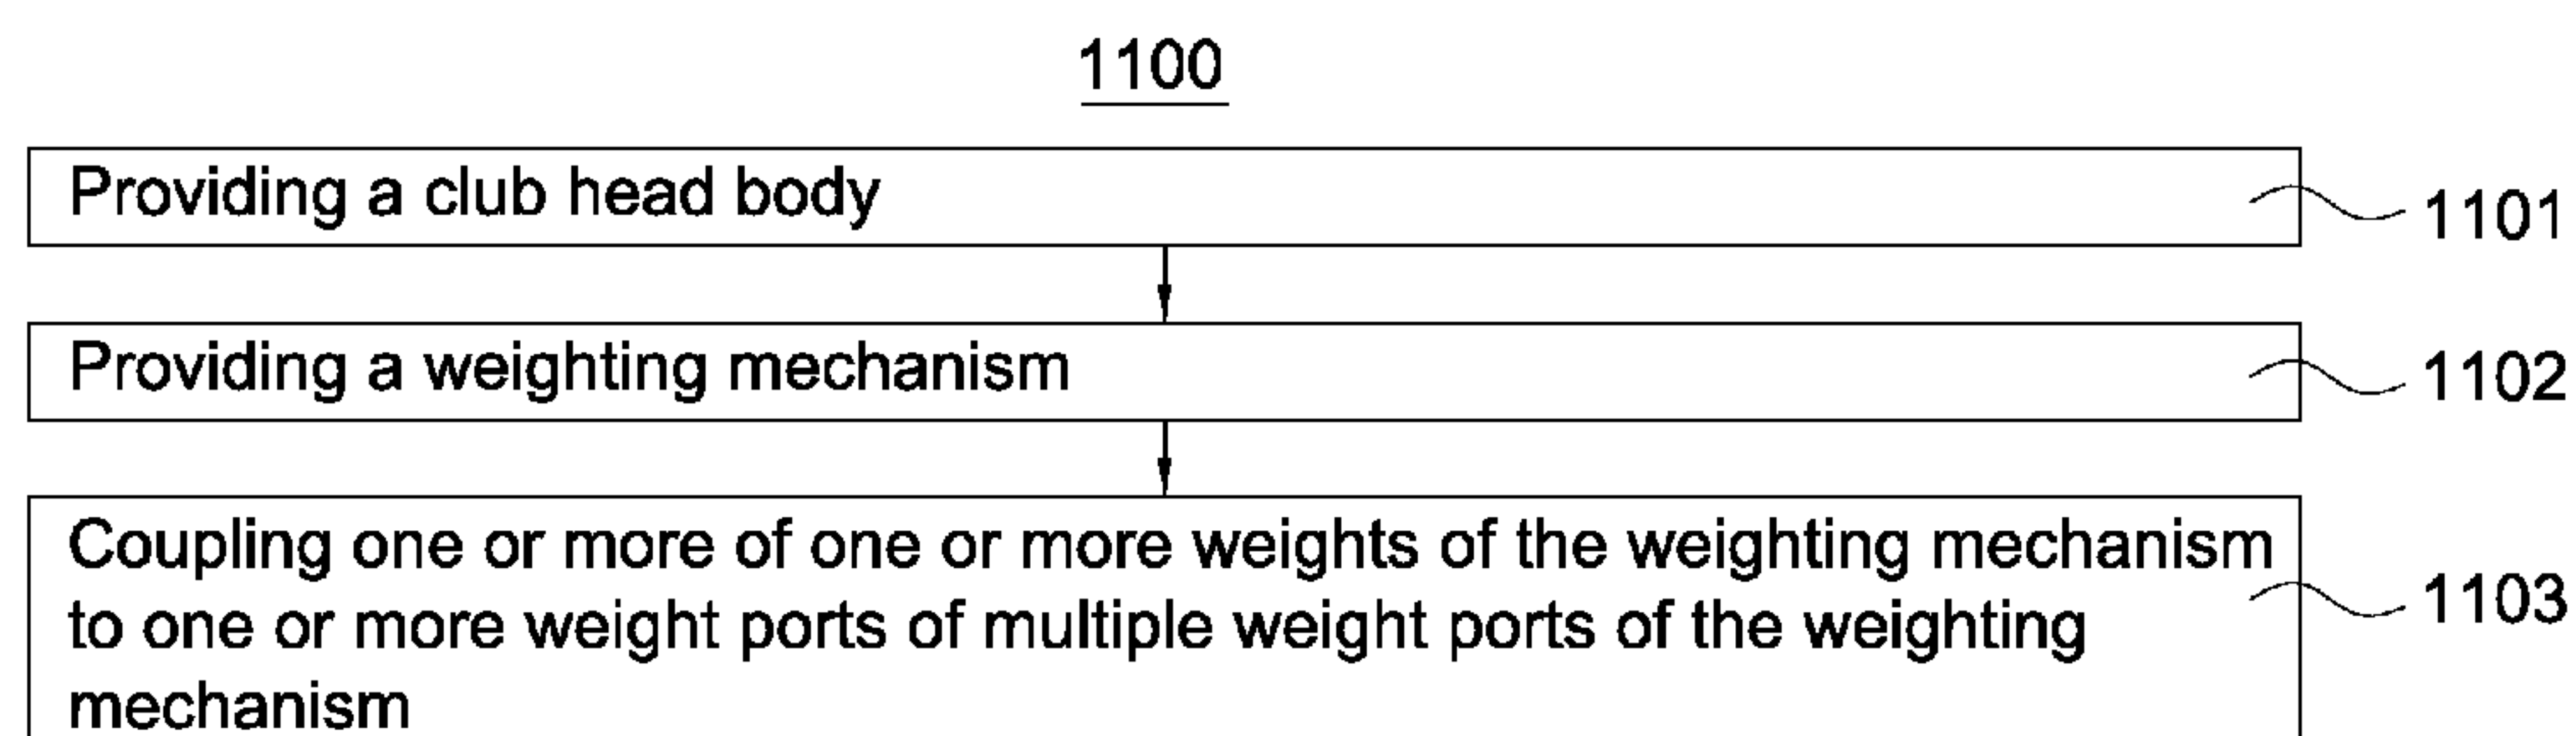 1100
Providing a club head body
1101
Providing a weighting mechanism
1102
Coupling one or more of one or more weights of the weighting mechanism
to one or more weight ports of multiple weight ports of the weighting
mechanism
1103